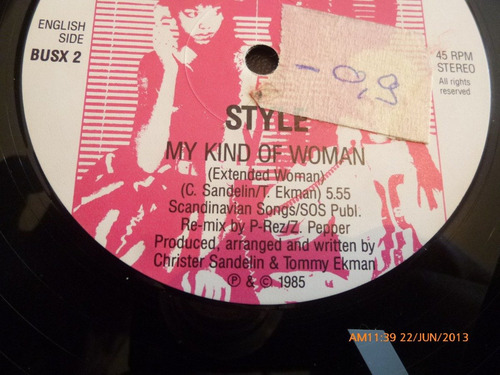 ENGLISH
SIDE
BUSX 2
45 RPM
STEREO
All rights
reserved
-0,9
STYLE
MY KIND OF WOMAN
(Extended Woman)
(C. Sandelin/T. Ekman) 5.55
Scandinavian Songs/SOS Publ.
Re-mix by P-Rez/Z. Pepper
Produced, arranged and written by
Christer Sandelin & Tommy Ekman
℗ & © 1985
AM11:39 22/JUN/2013